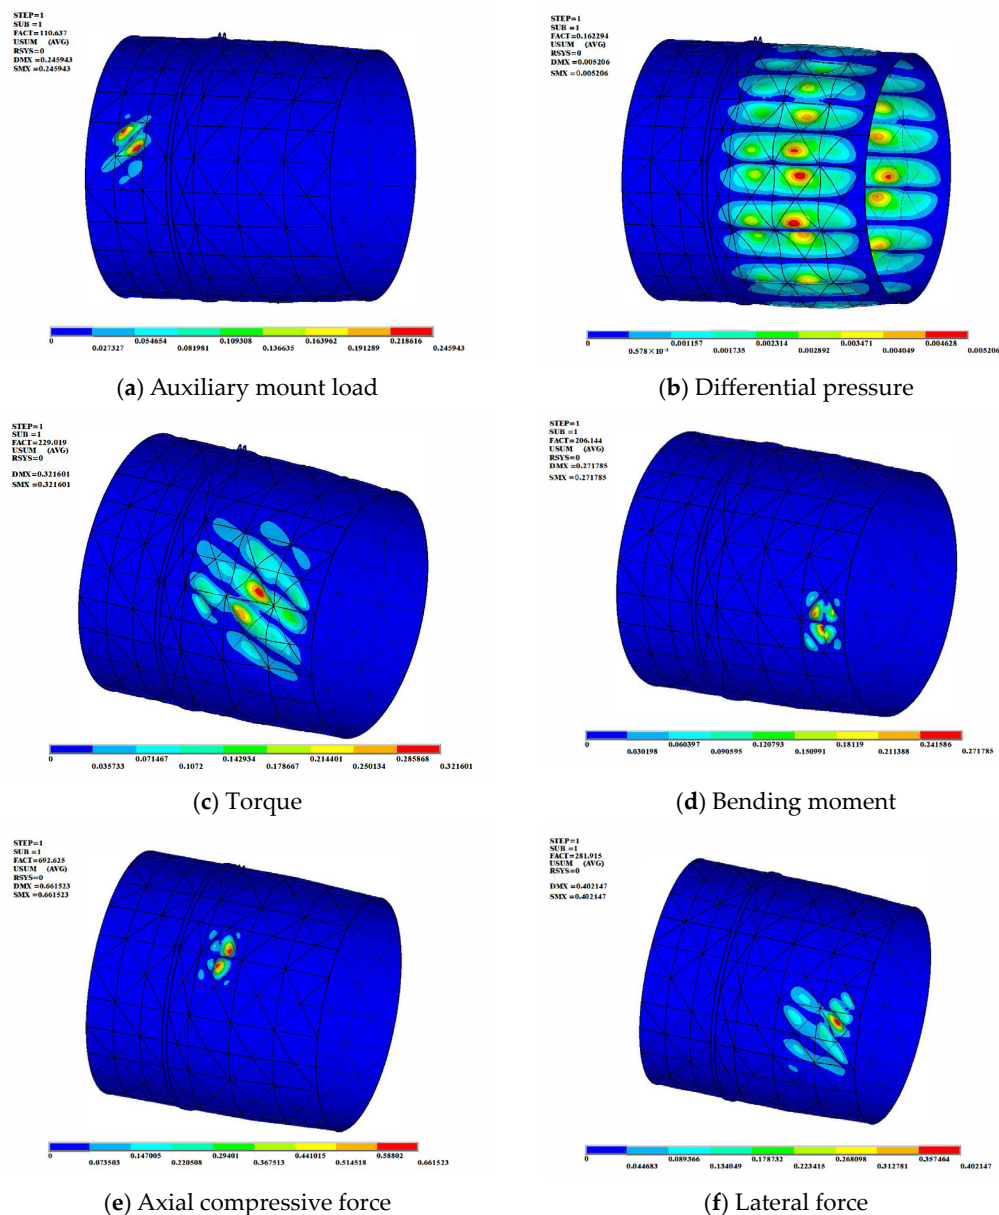 STEP=1
SUB =1
FACT=110.637
USUM (AVG)
RSYS=0
DMX=0.245943
SMX=0.245943
0 0.054654 0.109308 0.163962 0.218616
0.027327 0.081981 0.136635 0.191289 0.245943
(a) Auxiliary mount load
STEP=1
SUB =1
FACT=0.162294
USUM (AVG)
RSYS=0
DMX=0.005206
SMX=0.005206
0 0.001157 0.002314 0.003471 0.004628
0.578×10⁻³ 0.001735 0.002892 0.004049 0.005206
(b) Differential pressure
STEP=1
SUB =1
FACT=229.019
USUM (AVG)
RSYS=0
DMX=0.321601
SMX=0.321601
0 0.071467 0.142934 0.214401 0.285868
0.035733 0.1072 0.178667 0.250134 0.321601
(c) Torque
STEP=1
SUB =1
FACT=206.144
USUM (AVG)
RSYS=0
DMX=0.271785
SMX=0.271785
0 0.060397 0.120793 0.18119 0.241586
0.030198 0.090595 0.150991 0.211388 0.271785
(d) Bending moment
STEP=1
SUB =1
FACT=692.625
USUM (AVG)
RSYS=0
DMX=0.661523
SMX=0.661523
0 0.147005 0.29401 0.441015 0.58802
0.073503 0.220508 0.367513 0.514518 0.661523
(e) Axial compressive force
STEP=1
SUB =1
FACT=281.915
USUM (AVG)
RSYS=0
DMX=0.402147
SMX=0.402147
0 0.089366 0.178732 0.268098 0.357464
0.044683 0.134049 0.223415 0.312781 0.402147
(f) Lateral force